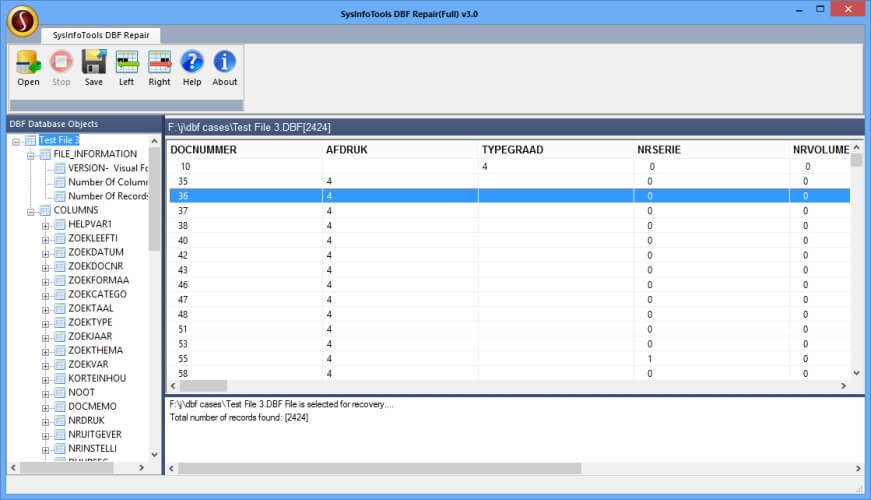 SysInfoTools DBF Repair(Full) v3.0
SysInfoTools DBF Repair
Open Stop Save Left Right Help About
DBF Database Objects
Test File 3
FILE_INFORMATION
VERSION- Visual Fo
Number Of Column
Number Of Records
COLUMNS
HELPVAR1
ZOEKLEEFTI
ZOEKDATUM
ZOEKDOCNR
ZOEKFORMAA
ZOEKCATEGO
ZOEKTAAL
ZOEKTYPE
ZOEKJAAR
ZOEKTHEMA
ZOEKVAR
KORTEINHOU
NOOT
DOCMEMO
NRDRUK
NRUITGEVER
NRINSTELLI
F:\j\dbf cases\Test File 3.DBF[2424]
DOCNUMMER AFDRUK TYPEGRAAD NRSERIE NRVOLUME
10 4 0 0
35 4 0 0
36 4 0 0
37 4 0 0
38 4 0 0
40 4 0 0
42 4 0 0
43 4 0 0
46 4 0 0
47 4 0 0
48 4 0 0
51 4 0 0
53 4 0 0
55 4 1 0
58 4 0 0
F:\j\dbf cases\Test File 3.DBF File is selected for recovery....
Total number of records found: [2424]